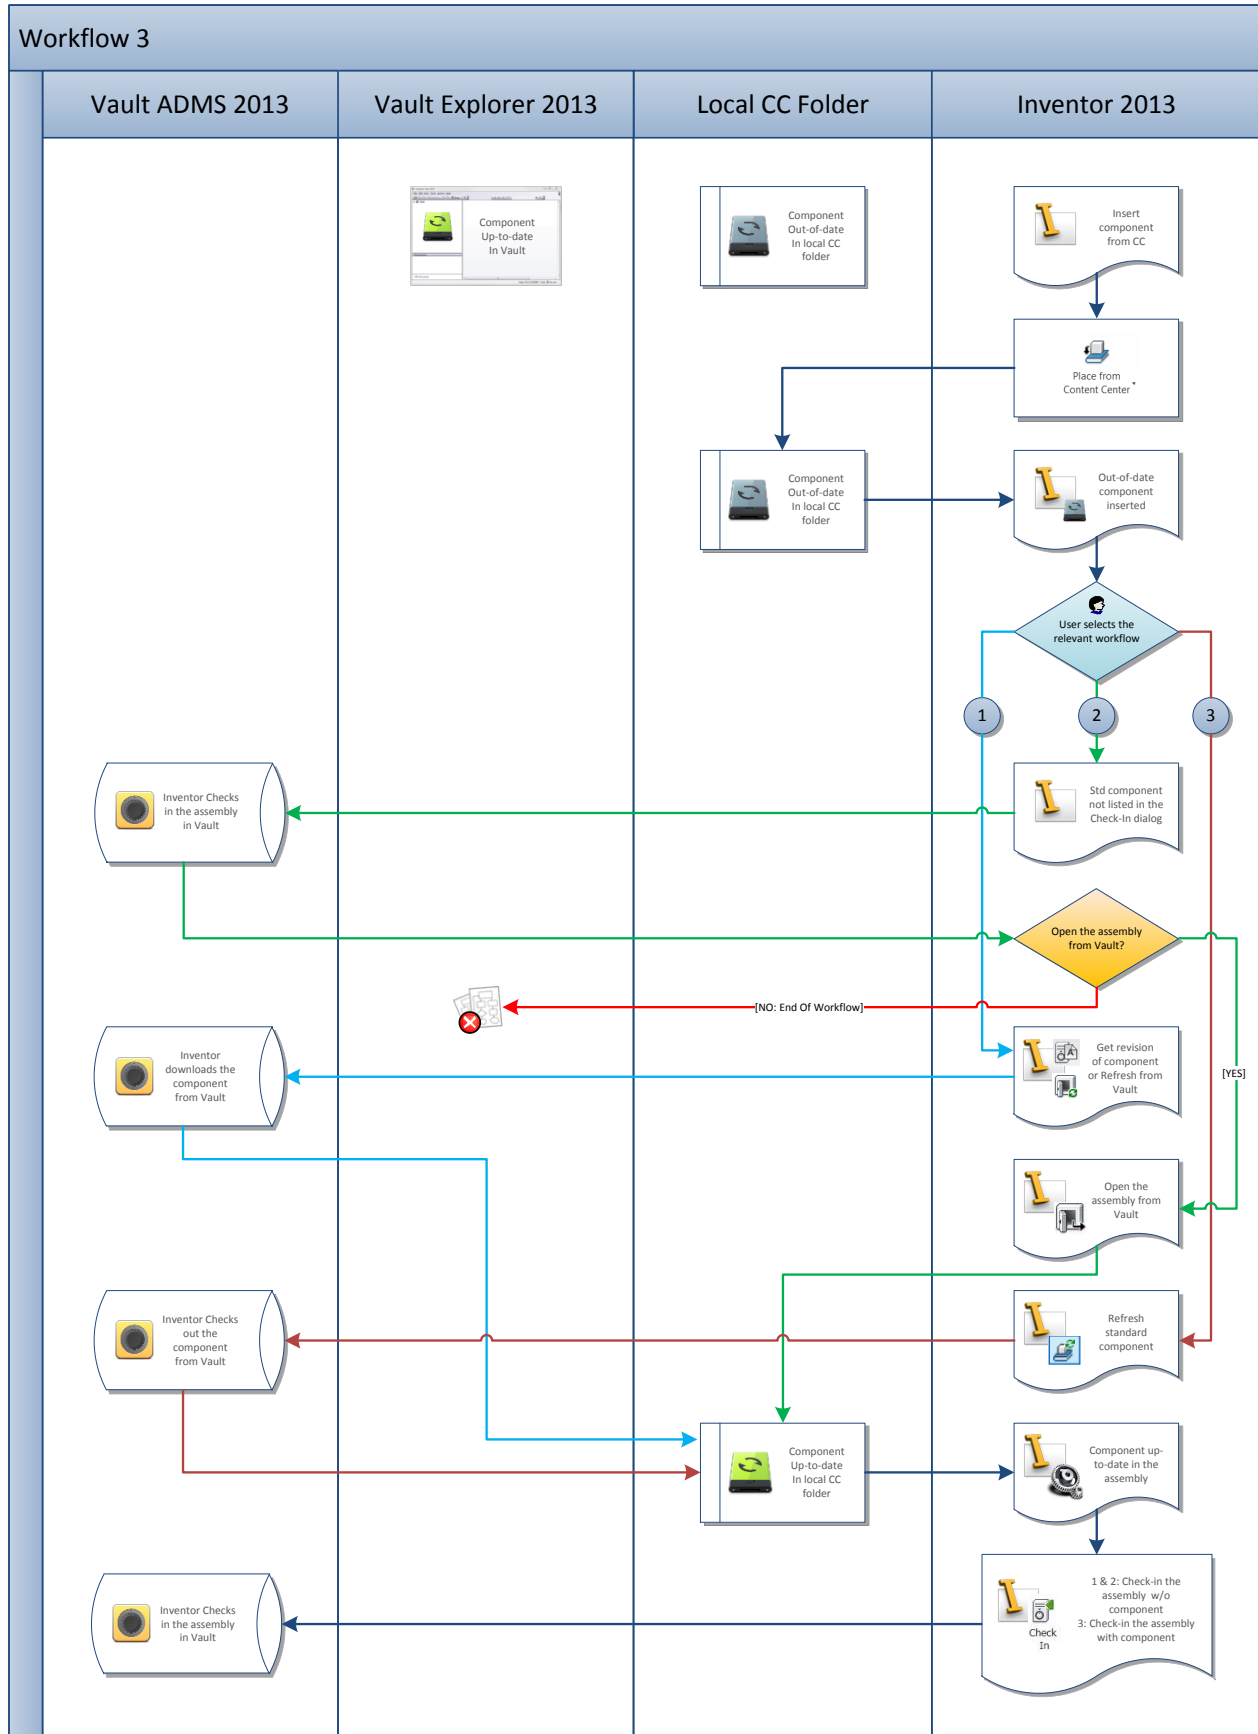 Workflow 3
Vault ADMS 2013
Vault Explorer 2013
Local CC Folder
Inventor 2013
Component
Up-to-date
In Vault
Component
Out-of-date
In local CC
folder
Insert
component
from CC
Place from
Content Center
Component
Out-of-date
In local CC
folder
Out-of-date
component
inserted
User selects the
relevant workflow
1
2
3
Inventor Checks
in the assembly
in Vault
Std component
not listed in the
Check-In dialog
Open the assembly
from Vault?
[NO: End Of Workflow]
Inventor
downloads the
component
from Vault
Get revision
of component
or Refresh from
Vault
[YES]
Open the
assembly from
Vault
Inventor Checks
out the
component
from Vault
Refresh
standard
component
Component
Up-to-date
In local CC
folder
Component up-
to-date in the
assembly
Inventor Checks
in the assembly
in Vault
Check
In
1 & 2: Check-in the
assembly w/o
component
3: Check-in the assembly
with component